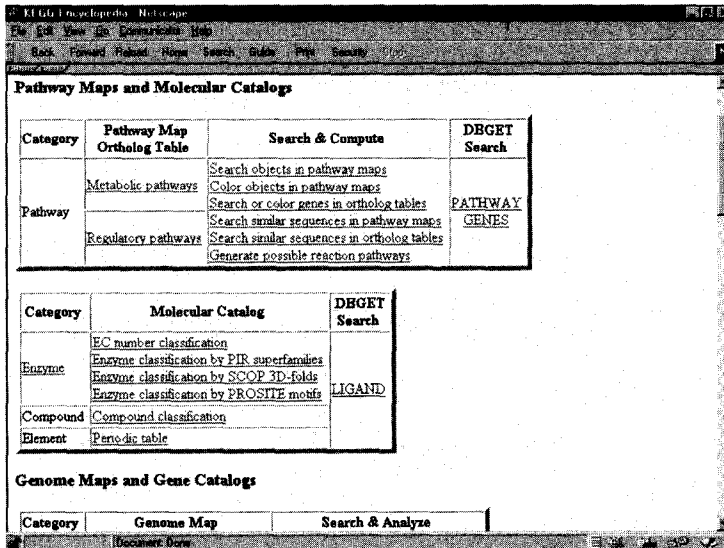 KEGG Encyclopedia - Netscape
File Edit View Go Communicator Help
Back Forward Reload Home Search Guide Print Security
Pathway Maps and Molecular Catalogs
Category Pathway Map Ortholog Table Search & Compute DBGET Search
Pathway
Metabolic pathways
Search objects in pathway maps
Color objects in pathway maps
Search or color genes in ortholog tables
Regulatory pathways
Search similar sequences in pathway maps
Search similar sequences in ortholog tables
Generate possible reaction pathways
PATHWAY
GENES
Category Molecular Catalog DBGET Search
Enzyme
EC number classification
Enzyme classification by PIR superfamilies
Enzyme classification by SCOP 3D-folds
Enzyme classification by PROSITE motifs
LIGAND
Compound Compound classification
Element Periodic table
Genome Maps and Gene Catalogs
Category Genome Map Search & Analyze
Document: Done